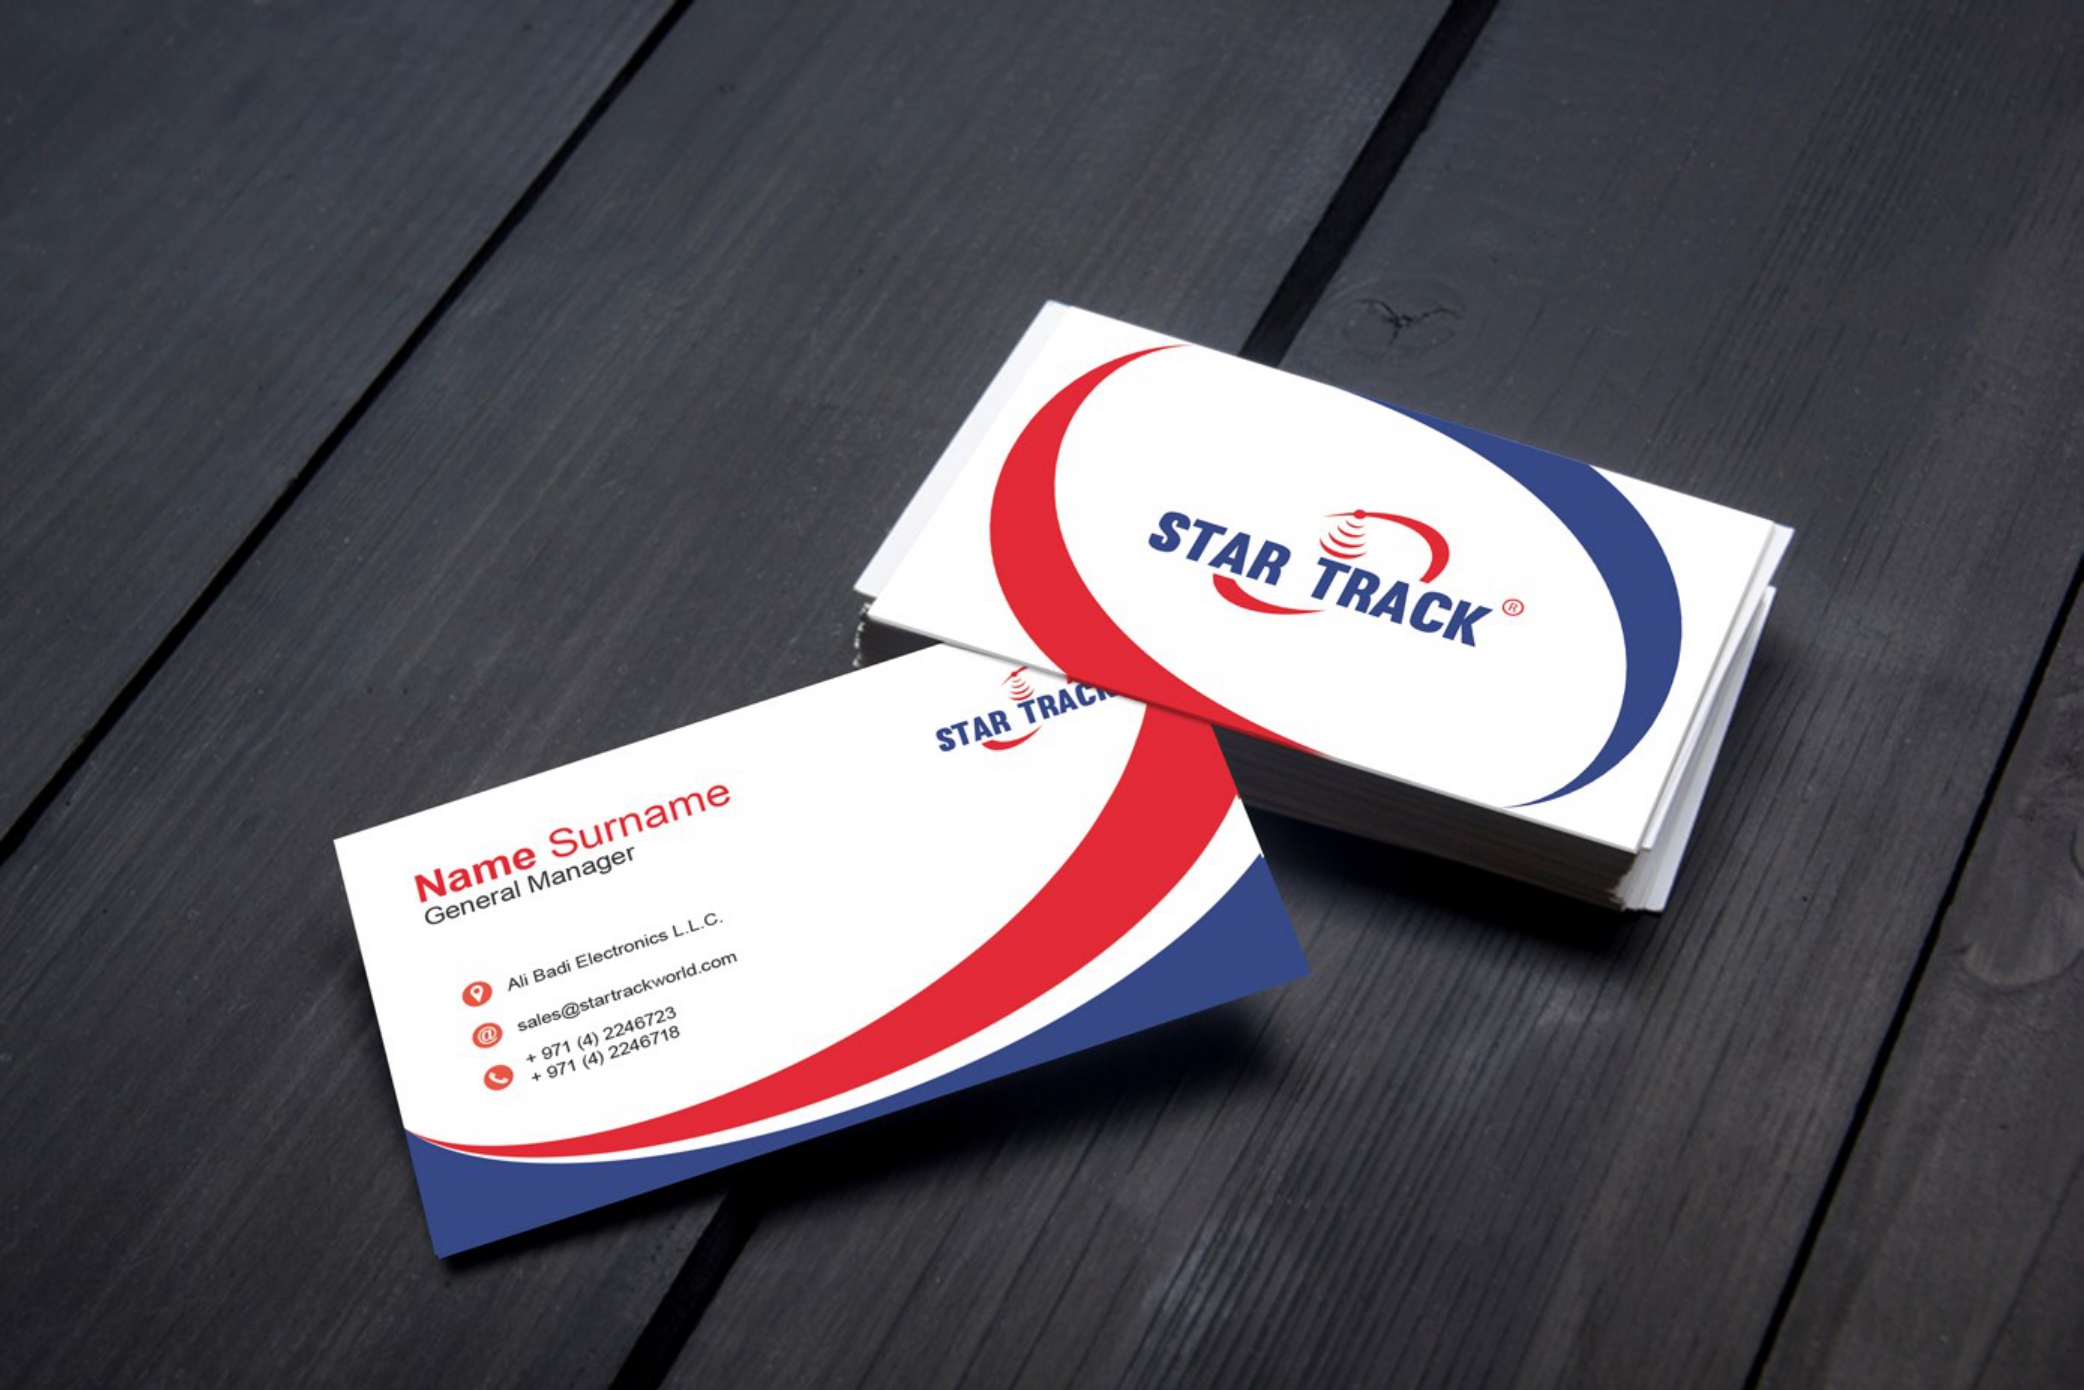 STAR TRACK ®
STAR TRACK
Name Surname
General Manager
Ali Badi Electronics L.L.C.
@ sales@startrackworld.com
+ 971 (4) 2246723
+ 971 (4) 2246718